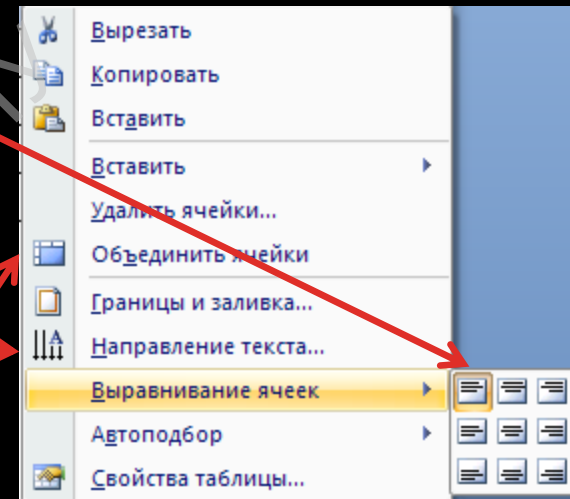 Вырезать
Копировать
Вставить
Вставить
Удалить ячейки...
Объединить ячейки
Границы и заливка...
Направление текста...
Выравнивание ячеек
Автоподбор
Свойства таблицы...